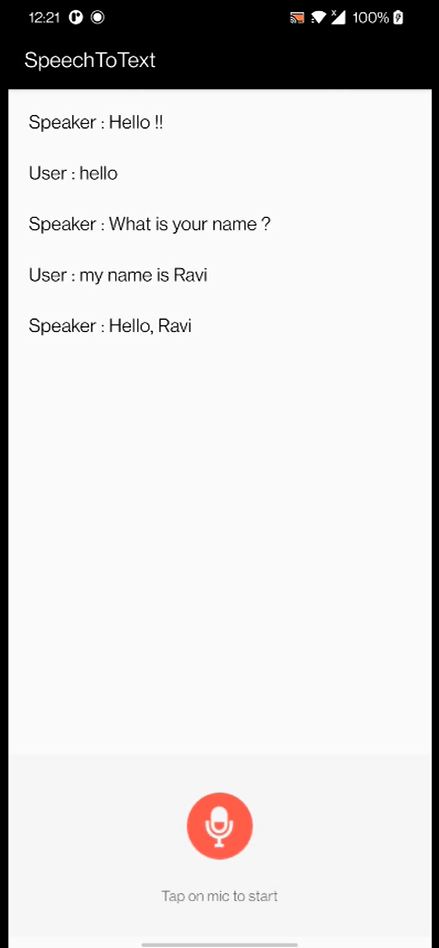 12:21
100%
SpeechToText
Speaker : Hello !!
User : hello
Speaker : What is your name ?
User : my name is Ravi
Speaker : Hello, Ravi
Tap on mic to start